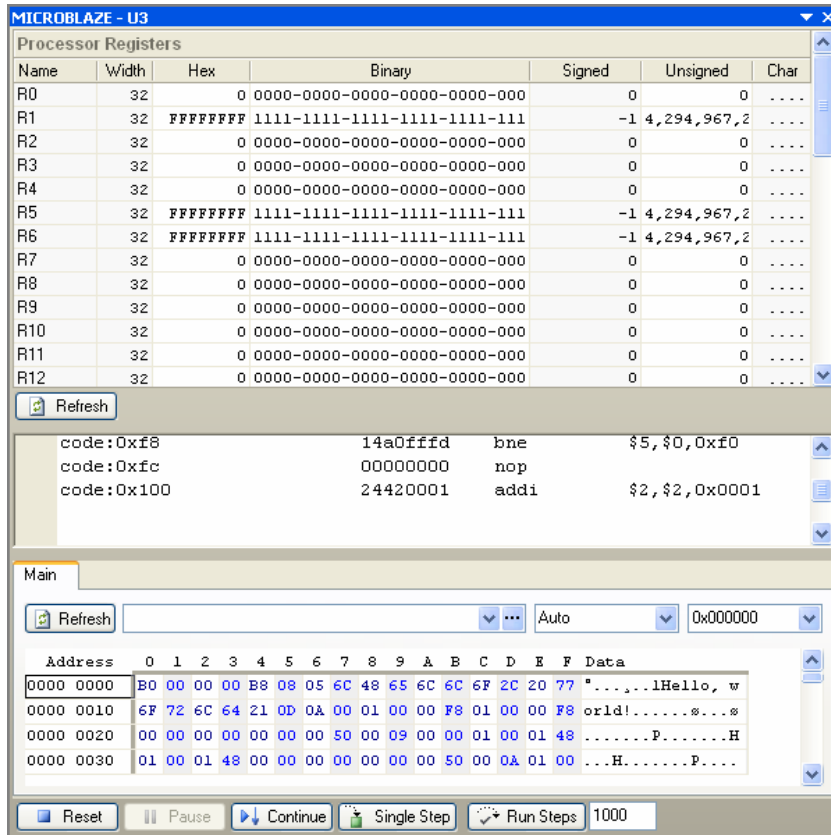 MICROBLAZE - U3
Processor Registers
Name Width Hex Binary Signed Unsigned Char
R0 32 0 0000-0000-0000-0000-0000-000 0 0 ....
R1 32 FFFFFFFF 1111-1111-1111-1111-1111-111 -1 4,294,967,2 ....
R2 32 0 0000-0000-0000-0000-0000-000 0 0 ....
R3 32 0 0000-0000-0000-0000-0000-000 0 0 ....
R4 32 0 0000-0000-0000-0000-0000-000 0 0 ....
R5 32 FFFFFFFF 1111-1111-1111-1111-1111-111 -1 4,294,967,2 ....
R6 32 FFFFFFFF 1111-1111-1111-1111-1111-111 -1 4,294,967,2 ....
R7 32 0 0000-0000-0000-0000-0000-000 0 0 ....
R8 32 0 0000-0000-0000-0000-0000-000 0 0 ....
R9 32 0 0000-0000-0000-0000-0000-000 0 0 ....
R10 32 0 0000-0000-0000-0000-0000-000 0 0 ....
R11 32 0 0000-0000-0000-0000-0000-000 0 0 ....
R12 32 0 0000-0000-0000-0000-0000-000 0 0 ....
Refresh
code:0xf8 14a0fffd bne $5,$0,0xf0
code:0xfc 00000000 nop
code:0x100 24420001 addi $2,$2,0x0001
Main
Refresh ... Auto 0x000000
Address 0 1 2 3 4 5 6 7 8 9 A B C D E F Data
0000 0000 B0 00 00 00 B8 08 05 6C 48 65 6C 6C 6F 2C 20 77 °...¸..lHello, w
0000 0010 6F 72 6C 64 21 0D 0A 00 01 00 00 F8 01 00 00 F8 orld!......ø...ø
0000 0020 00 00 00 00 00 00 00 50 00 09 00 00 01 00 01 48 .......P.......H
0000 0030 01 00 01 48 00 00 00 00 00 00 00 50 00 0A 01 00 ...H.......P....
Reset Pause Continue Single Step Run Steps 1000